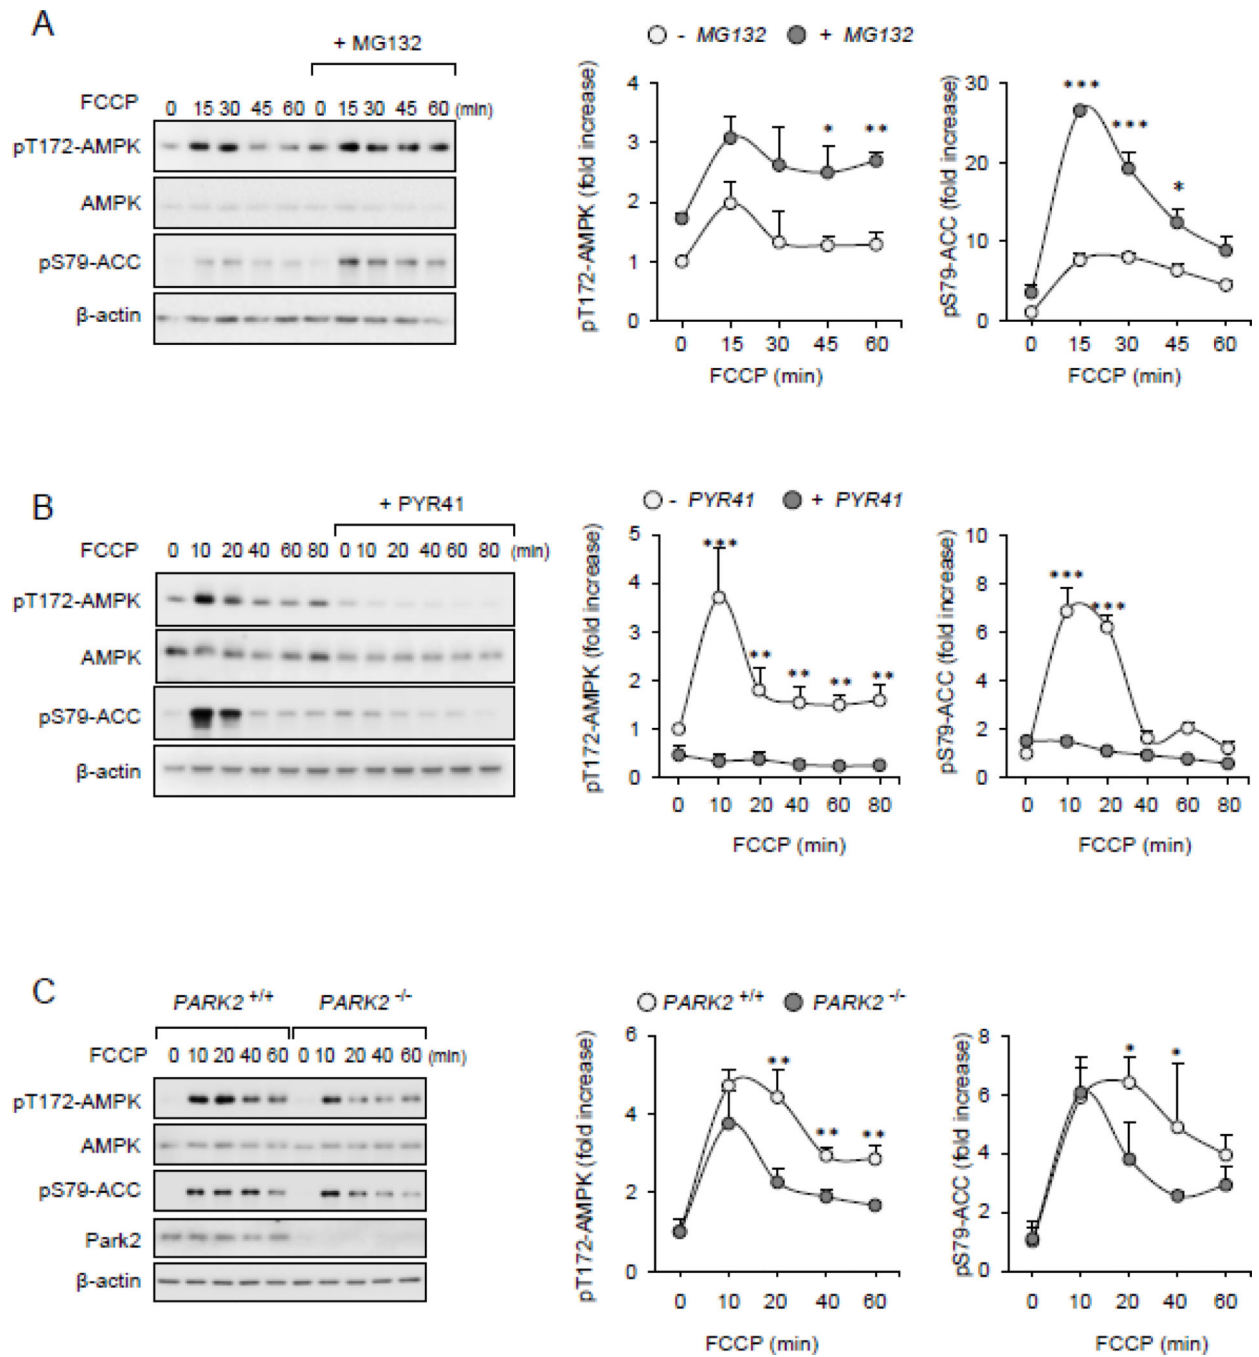 A
+ MG132
FCCP 0 15 30 45 60 0 15 30 45 60 (min)
pT172-AMPK
AMPK
pS79-ACC
β-actin
- MG132 + MG132
pT172-AMPK (fold increase)
4
3
2
1
0
* **
0 15 30 45 60
FCCP (min)
pS79-ACC (fold increase)
30
20
10
0
*** *** *
0 15 30 45 60
FCCP (min)
B
+ PYR41
FCCP 0 10 20 40 60 80 0 10 20 40 60 80 (min)
pT172-AMPK
AMPK
pS79-ACC
β-actin
- PYR41 + PYR41
pT172-AMPK (fold increase)
5
4
3
2
1
0
*** ** ** ** **
0 10 20 40 60 80
FCCP (min)
pS79-ACC (fold increase)
10
8
6
4
2
0
*** ***
0 10 20 40 60 80
FCCP (min)
C
PARK2 +/+ PARK2 -/-
FCCP 0 10 20 40 60 0 10 20 40 60 (min)
pT172-AMPK
AMPK
pS79-ACC
Park2
β-actin
PARK2 +/+ PARK2 -/-
pT172-AMPK (fold increase)
6
4
2
0
** ** **
0 10 20 40 60
FCCP (min)
pS79-ACC (fold increase)
8
6
4
2
0
* *
0 10 20 40 60
FCCP (min)